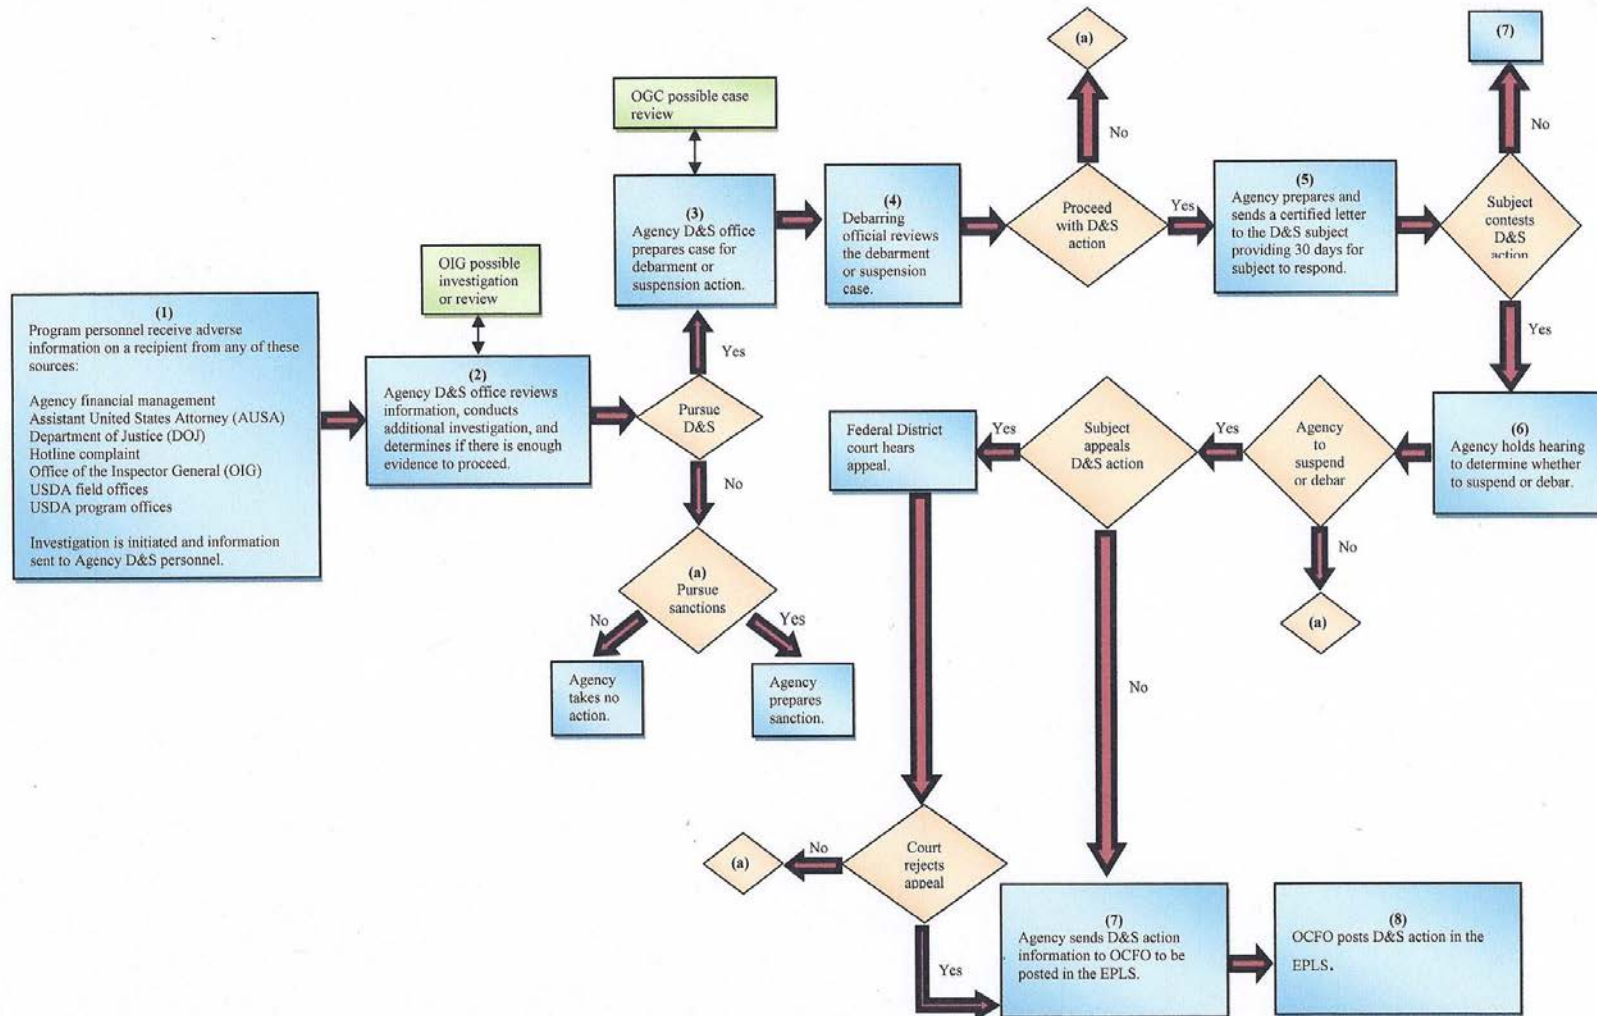 (1)
Program personnel receive adverse
information on a recipient from any of these
sources:
Agency financial management
Assistant United States Attorney (AUSA)
Department of Justice (DOJ)
Hotline complaint
Office of the Inspector General (OIG)
USDA field offices
USDA program offices
Investigation is initiated and information
sent to Agency D&S personnel.
OIG possible
investigation
or review
(2)
Agency D&S office reviews
information, conducts
additional investigation, and
determines if there is enough
evidence to proceed.
Pursue
D&S
Yes
No
OGC possible case
review
(3)
Agency D&S office
prepares case for
debarment or
suspension action.
(a)
Pursue
sanctions
No
Yes
Agency
takes no
action.
Agency
prepares
sanction.
(4)
Debarring
official reviews
the debarment
or suspension
case.
Proceed
with D&S
action
No
(a)
Yes
(5)
Agency prepares and
sends a certified letter
to the D&S subject
providing 30 days for
subject to respond.
Subject
contests
D&S
action
No
(7)
Yes
(6)
Agency holds hearing
to determine whether
to suspend or debar.
Agency
to
suspend
or debar
No
(a)
Yes
Subject
appeals
D&S action
Yes
Federal District
court hears
appeal.
No
Court
rejects
appeal
No
(a)
Yes
(7)
Agency sends D&S action
information to OCFO to be
posted in the EPLS.
(8)
OCFO posts D&S action in the
EPLS.